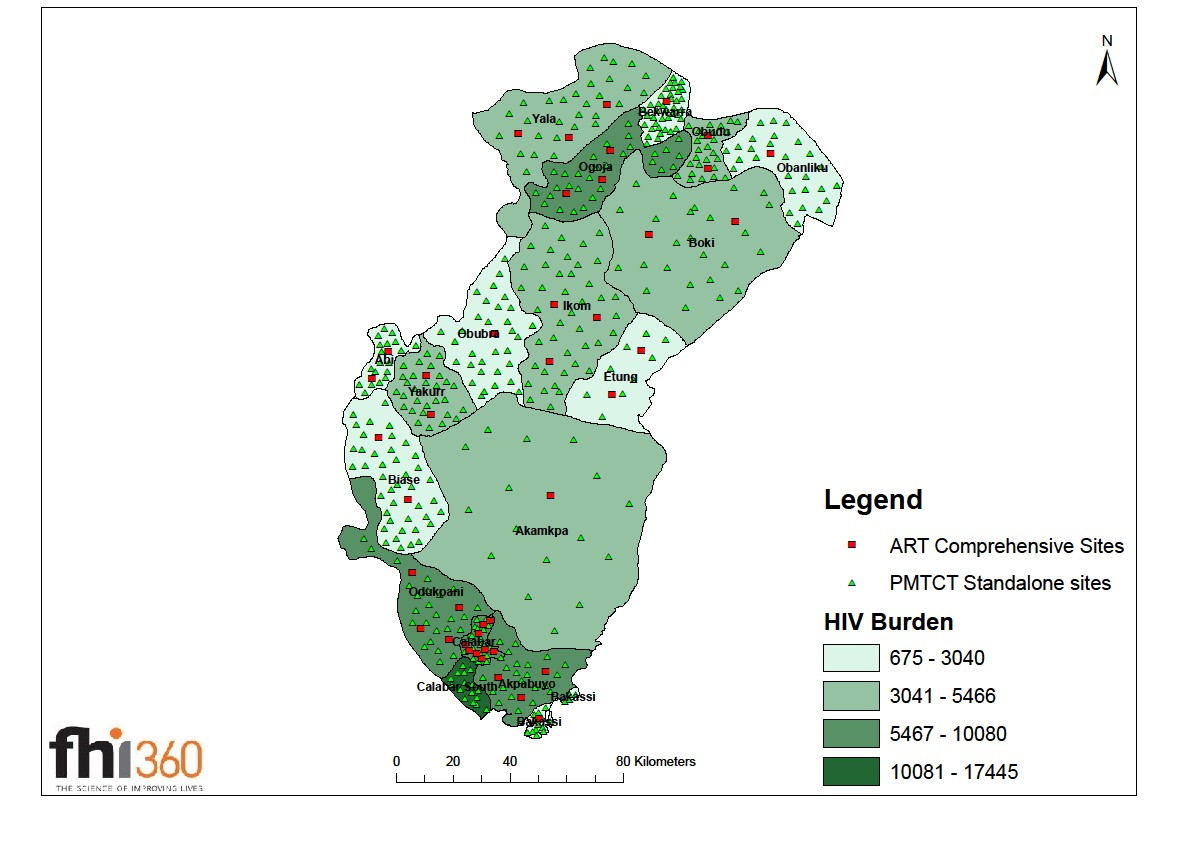 N
Yala
Bekwarra
Obudu
Ogoja
Obanliku
Boki
Ikom
Obubra
Abi
Etung
Yakurr
Biase
Akamkpa
Odukpani
Calabar
Calabar South
Akpabuyo
Bakassi
Bakassi
Legend
ART Comprehensive Sites
PMTCT Standalone sites
HIV Burden
675 - 3040
3041 - 5466
5467 - 10080
10081 - 17445
fhi360
THE SCIENCE OF IMPROVING LIVES
0 20 40 80 Kilometers